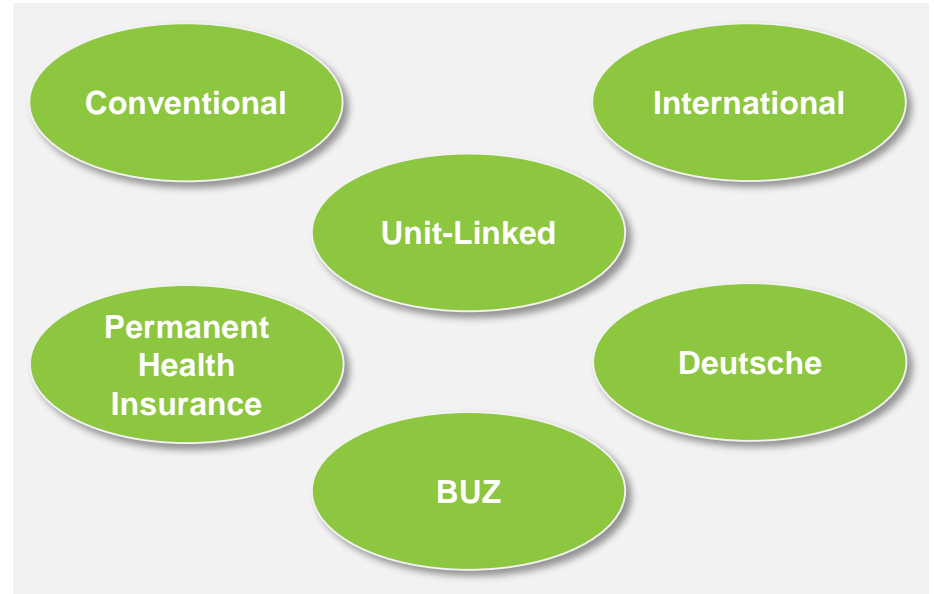 Conventional
International
Unit-Linked
Permanent
Health
Insurance
Deutsche
BUZ